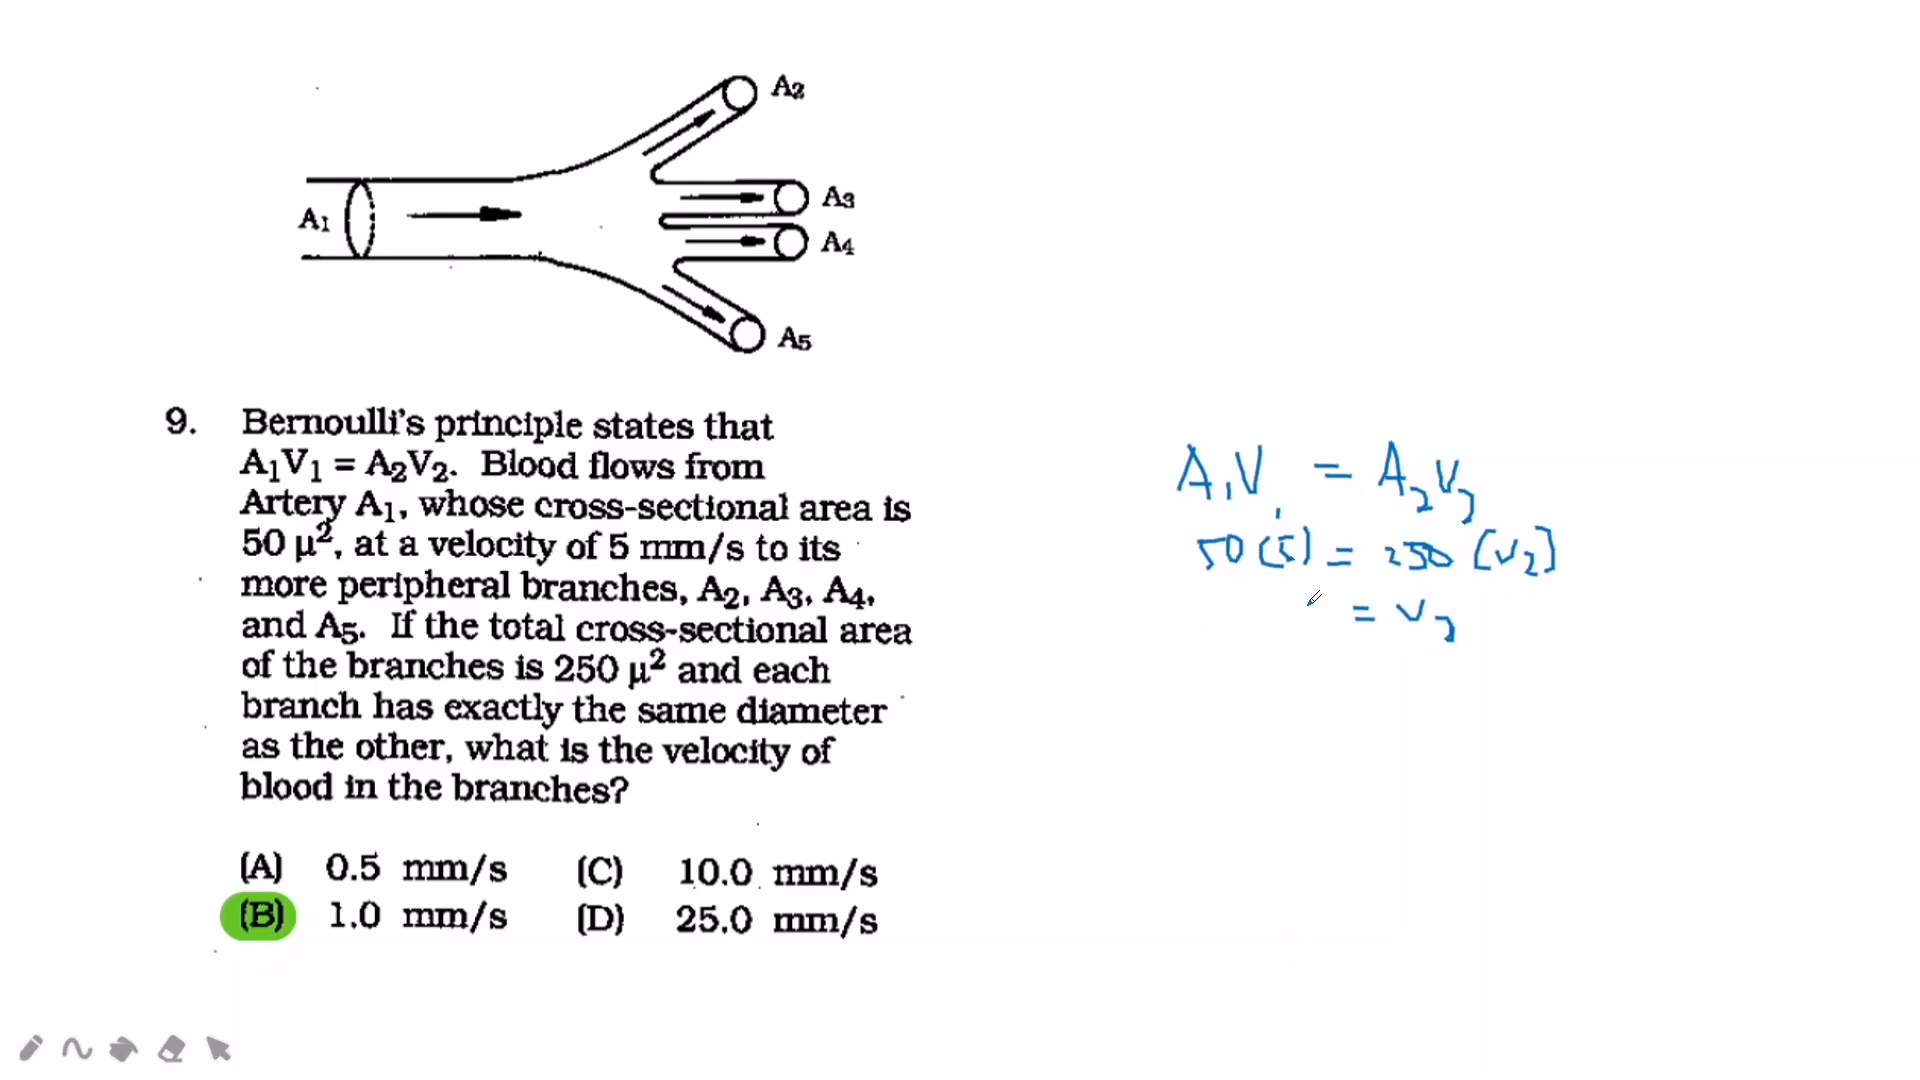 A2
A3
A1
A4
A5
9. Bernoulli's principle states that
A₁V₁ = A₂V₂. Blood flows from
Artery A₁, whose cross-sectional area is
50 μ², at a velocity of 5 mm/s to its
more peripheral branches, A₂, A₃, A₄,
and A₅. If the total cross-sectional area
of the branches is 250 μ² and each
branch has exactly the same diameter
as the other, what is the velocity of
blood in the branches?
(A) 0.5 mm/s (C) 10.0 mm/s
(B) 1.0 mm/s (D) 25.0 mm/s
A₁V₁ = A₂V₂
50(5) = 250 (V₂)
= V₂